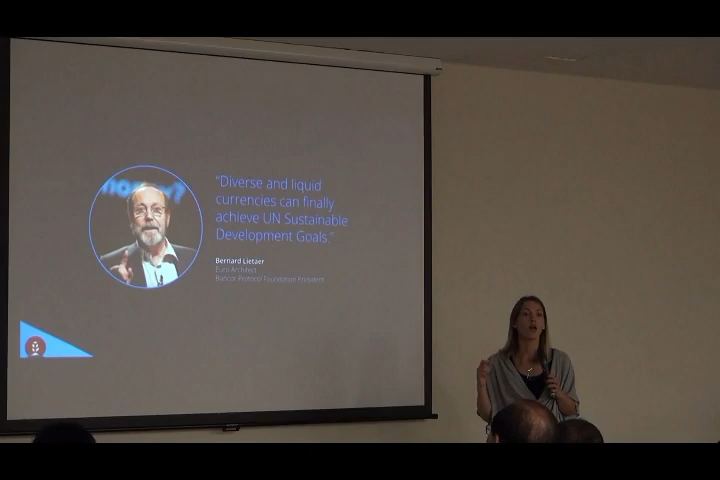 money?
"Diverse and liquid
currencies can finally
achieve UN Sustainable
Development Goals."
Bernard Lietaer
Euro Architect
Bancor Protocol Foundation President